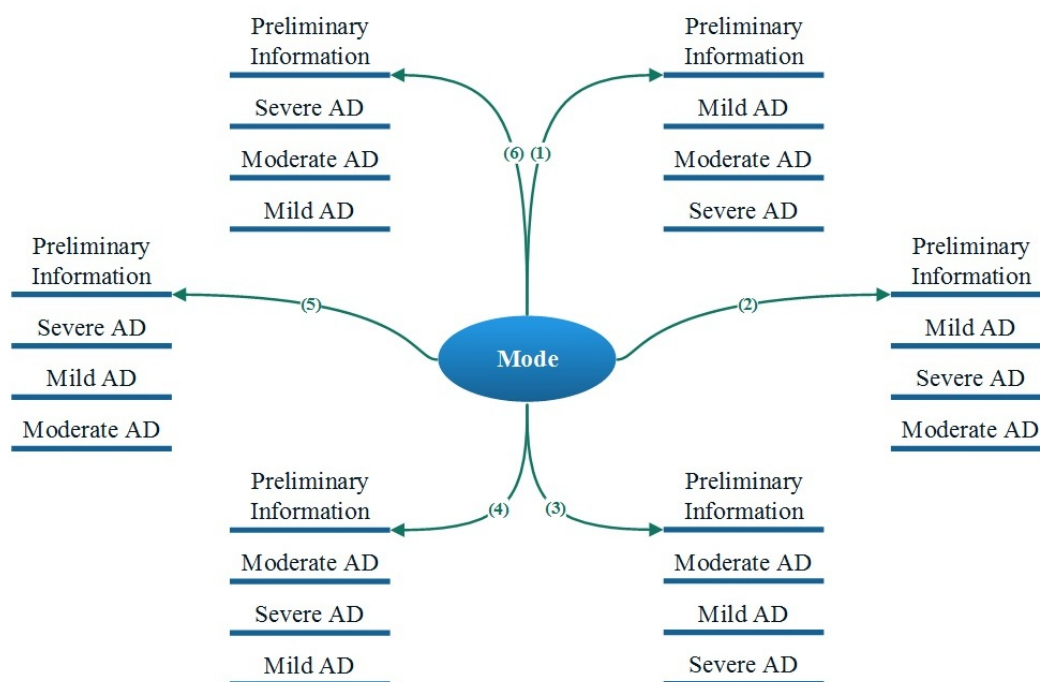 Preliminary
Information
Severe AD
Moderate AD
Mild AD
(6)
(1)
Preliminary
Information
Mild AD
Moderate AD
Severe AD
Preliminary
Information
Severe AD
Mild AD
Moderate AD
(5)
Mode
(2)
Preliminary
Information
Mild AD
Severe AD
Moderate AD
Preliminary
Information
Moderate AD
Severe AD
Mild AD
(4)
(3)
Preliminary
Information
Moderate AD
Mild AD
Severe AD